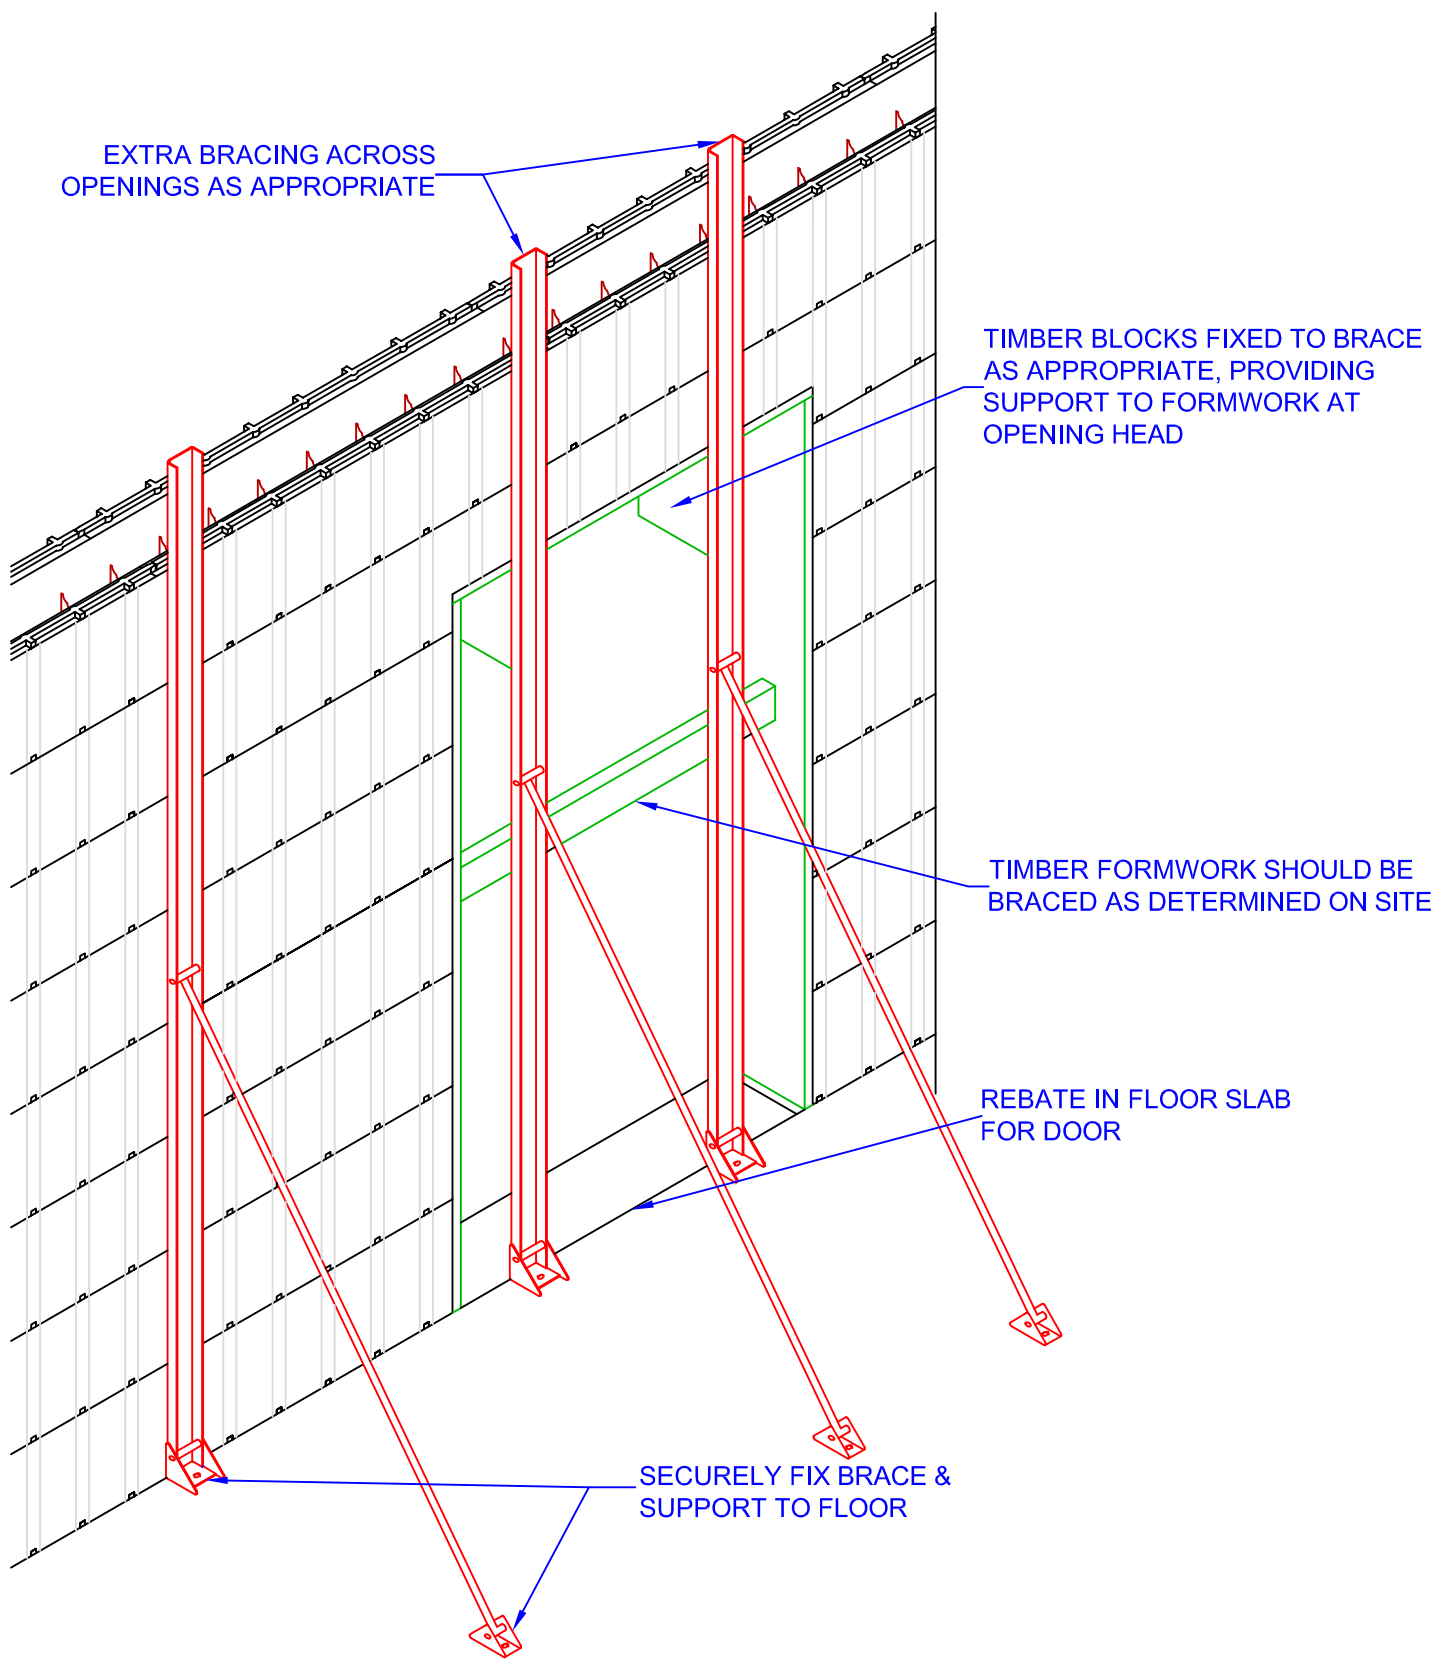 EXTRA BRACING ACROSS
OPENINGS AS APPROPRIATE
TIMBER BLOCKS FIXED TO BRACE
AS APPROPRIATE, PROVIDING
SUPPORT TO FORMWORK AT
OPENING HEAD
TIMBER FORMWORK SHOULD BE
BRACED AS DETERMINED ON SITE
REBATE IN FLOOR SLAB
FOR DOOR
SECURELY FIX BRACE &
SUPPORT TO FLOOR